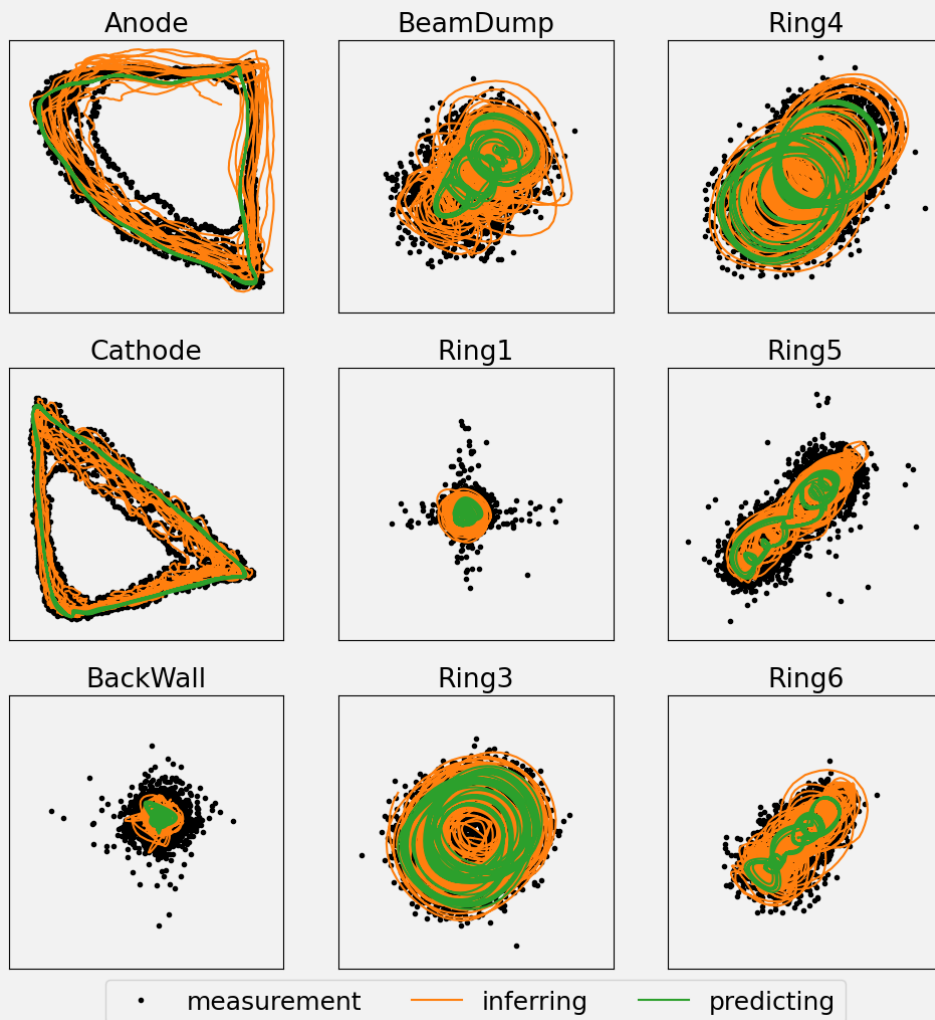 Anode
BeamDump
Ring4
Cathode
Ring1
Ring5
BackWall
Ring3
Ring6
measurement
inferring
predicting